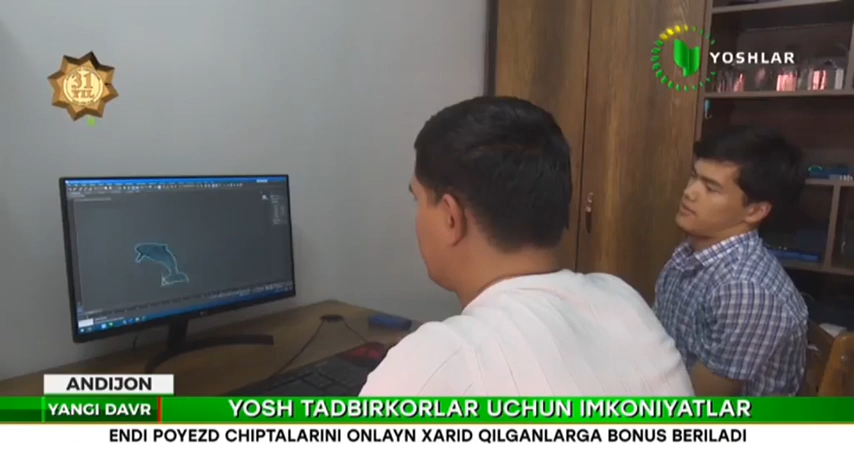 31
YIL
YOSHLAR
ANDIJON
YANGI DAVR
YOSH TADBIRKORLAR UCHUN IMKONIYATLAR
ENDI POYEZD CHIPTALARINI ONLAYN XARID QILGANLARGA BONUS BERILADI